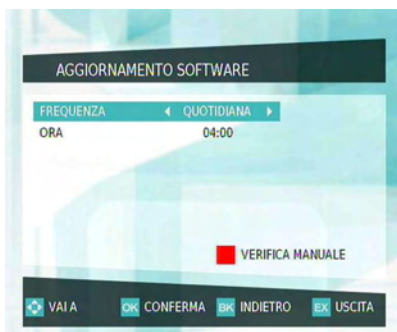 AGGIORNAMENTO SOFTWARE
FREQUENZA QUOTIDIANA
ORA 04:00
VERIFICA MANUALE
VAI A OK CONFERMA BK INDIETRO EX USCITA